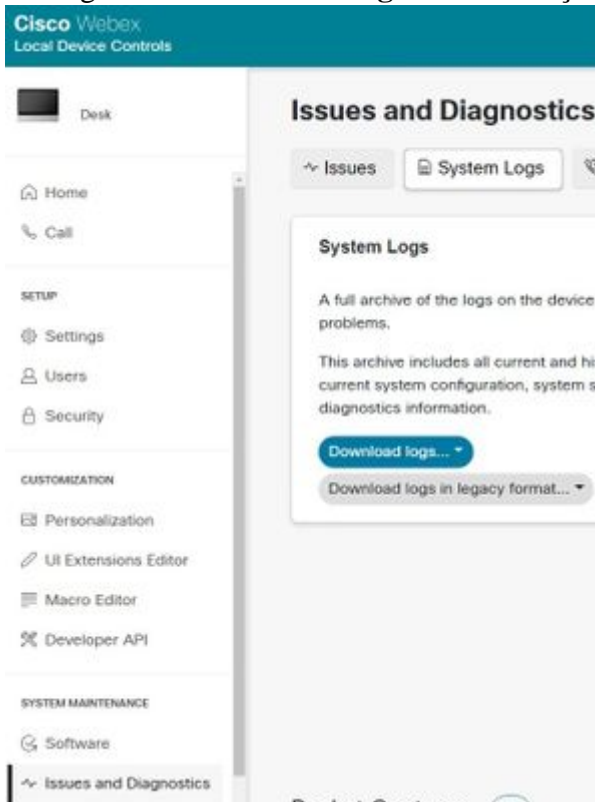 Cisco Webex
Local Device Controls
Desk
Home
Call
SETUP
Settings
Users
Security
CUSTOMIZATION
Personalization
UI Extensions Editor
Macro Editor
Developer API
SYSTEM MAINTENANCE
Software
Issues and Diagnostics
Issues and Diagnostics
Issues
System Logs
System Logs
A full archive of the logs on the device
problems.
This archive includes all current and hi
current system configuration, system s
diagnostics information.
Download logs...
Download logs in legacy format...